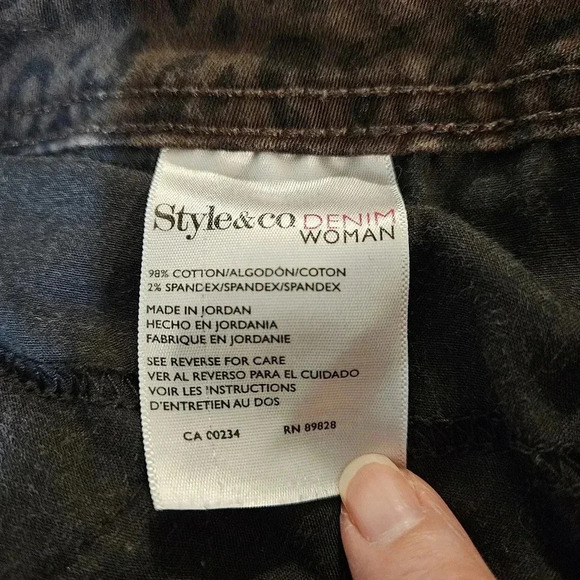 Style&co DENIM
WOMAN
98% COTTON/ALGODÓN/COTON
2% SPANDEX/SPANDEX/SPANDEX
MADE IN JORDAN
HECHO EN JORDANIA
FABRIQUE EN JORDANIE
SEE REVERSE FOR CARE
VER AL REVERSO PARA EL CUIDADO
VOIR LES INSTRUCTIONS
D'ENTRETIEN AU DOS
CA 00234 RN 89828